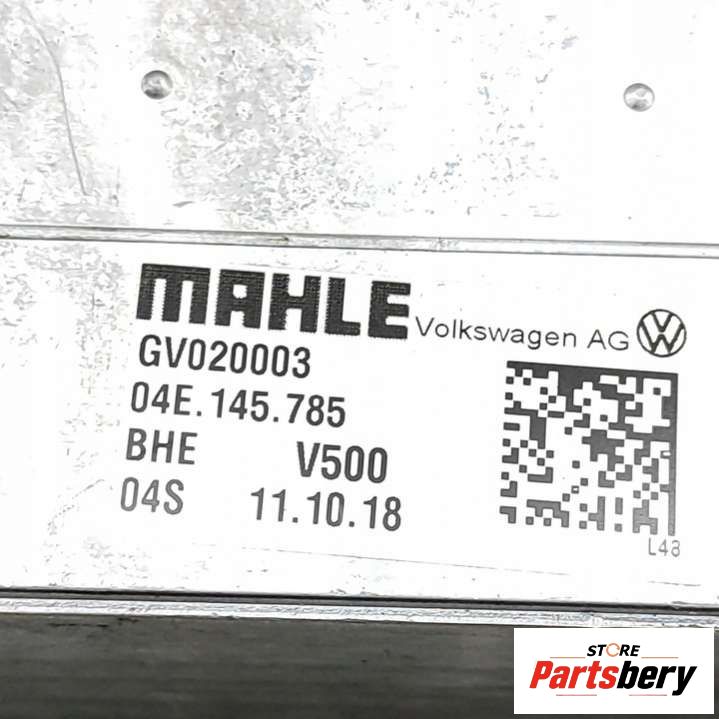 MAHLE Volkswagen AG
GV020003
04E.145.785
BHE V500
04S 11.10.18
L48
STORE
Partsbery